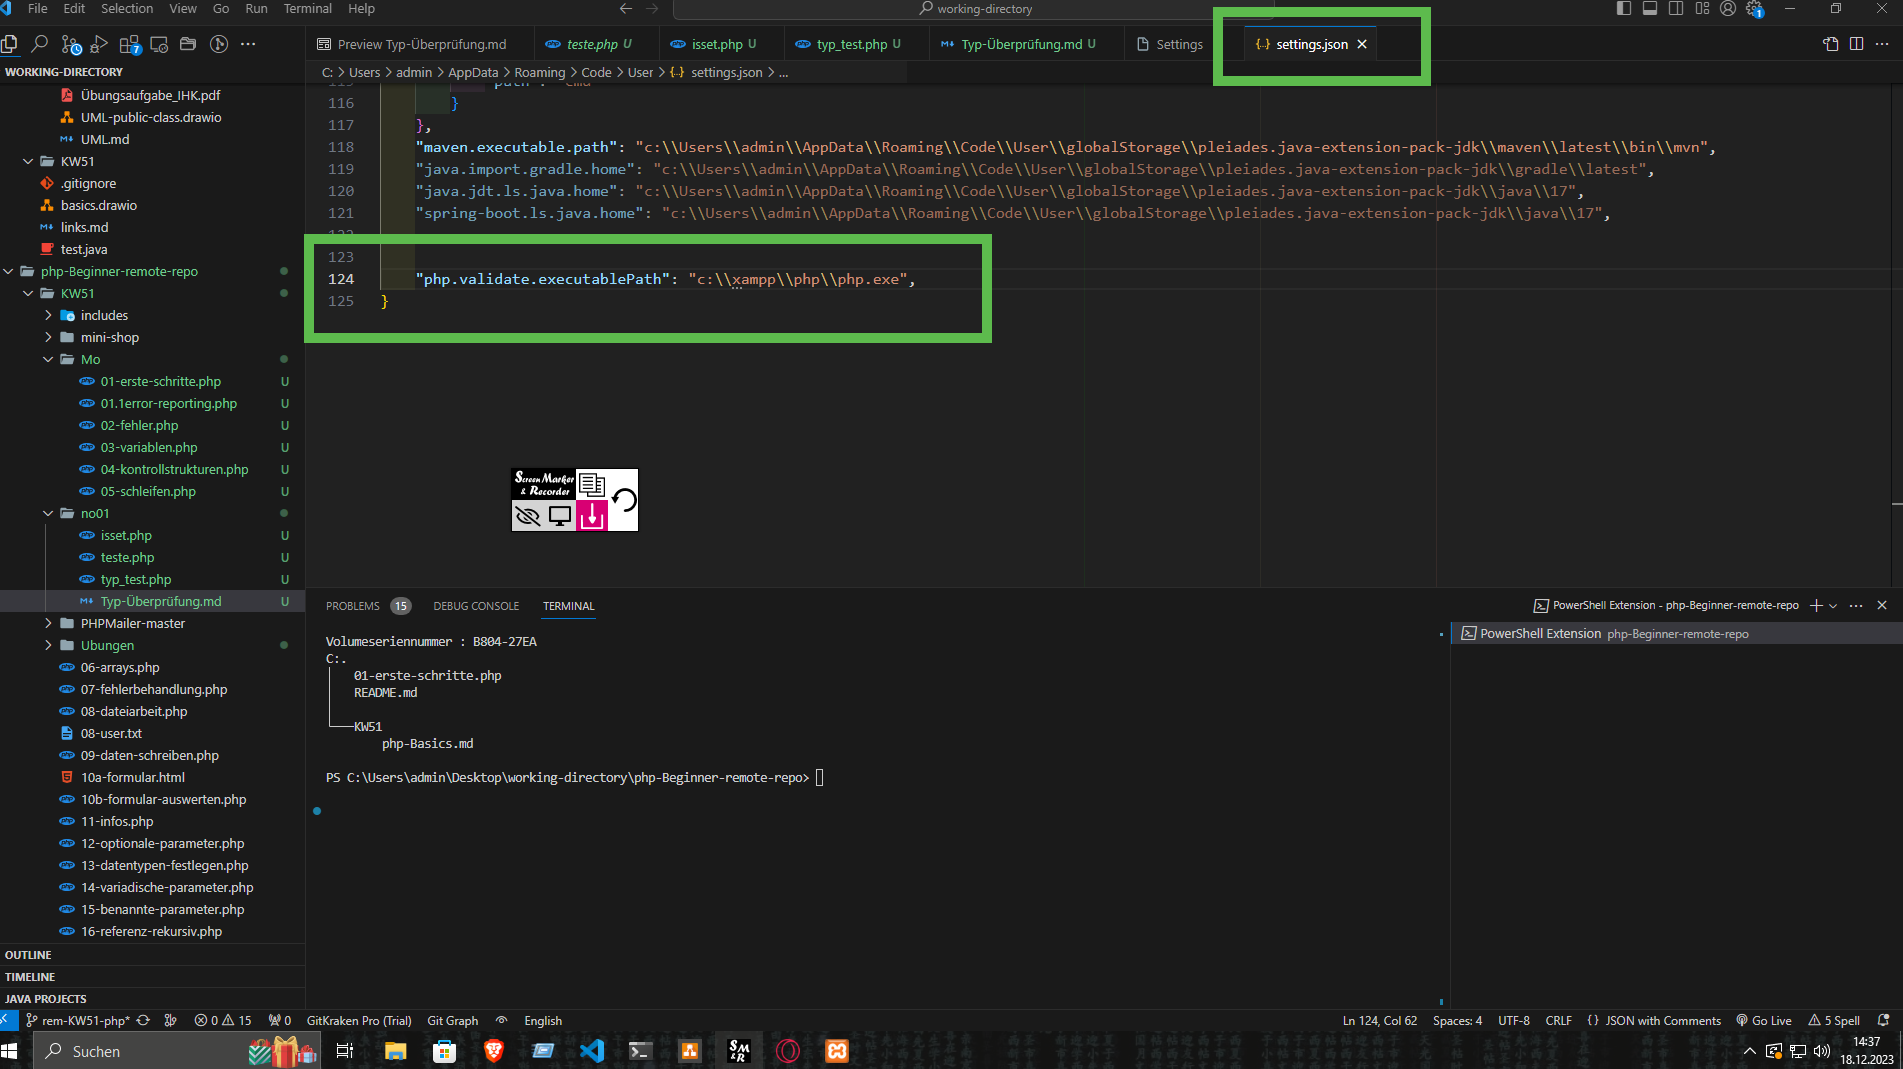 File Edit Selection View Go Run Terminal Help
working-directory
1
7
Preview Typ-Überprüfung.md
teste.php U
isset.php U
typ_test.php U
Typ-Überprüfung.md U
Settings
settings.json
WORKING-DIRECTORY
C: > Users > admin > AppData > Roaming > Code > User > settings.json > ...
Übungsaufgabe_IHK.pdf
UML-public-class.drawio
UML.md
KW51
.gitignore
basics.drawio
links.md
test.java
php-Beginner-remote-repo
KW51
includes
mini-shop
Mo
01-erste-schritte.php U
01.1error-reporting.php U
02-fehler.php U
03-variablen.php U
04-kontrollstrukturen.php U
05-schleifen.php U
no01
isset.php U
teste.php U
typ_test.php U
Typ-Überprüfung.md U
PHPMailer-master
Übungen
06-arrays.php
07-fehlerbehandlung.php
08-dateiarbeit.php
08-user.txt
09-daten-schreiben.php
10a-formular.html
10b-formular-auswerten.php
11-infos.php
12-optionale-parameter.php
13-datentypen-festlegen.php
14-variadische-parameter.php
15-benannte-parameter.php
16-referenz-rekursiv.php
OUTLINE
TIMELINE
JAVA PROJECTS
116 }
117 },
118 "maven.executable.path": "c:\\Users\\admin\\AppData\\Roaming\\Code\\User\\globalStorage\\pleiades.java-extension-pack-jdk\\maven\\latest\\bin\\mvn",
119 "java.import.gradle.home": "c:\\Users\\admin\\AppData\\Roaming\\Code\\User\\globalStorage\\pleiades.java-extension-pack-jdk\\gradle\\latest",
120 "java.jdt.ls.java.home": "c:\\Users\\admin\\AppData\\Roaming\\Code\\User\\globalStorage\\pleiades.java-extension-pack-jdk\\java\\17",
121 "spring-boot.ls.java.home": "c:\\Users\\admin\\AppData\\Roaming\\Code\\User\\globalStorage\\pleiades.java-extension-pack-jdk\\java\\17",
123
124 "php.validate.executablePath": "c:\\xampp\\php\\php.exe",
125 }
Screen Marker
& Recorder
PROBLEMS 15 DEBUG CONSOLE TERMINAL
PowerShell Extension - php-Beginner-remote-repo
PowerShell Extension php-Beginner-remote-repo
Volumeseriennummer : B804-27EA
C:.
01-erste-schritte.php
README.md
KW51
php-Basics.md
PS C:\Users\admin\Desktop\working-directory\php-Beginner-remote-repo>
rem-KW51-php* 0 15 0 GitKraken Pro (Trial) Git Graph English
Ln 124, Col 62 Spaces: 4 UTF-8 CRLF {} JSON with Comments Go Live 5 Spell
Suchen
SM
&R
14:37
18.12.2023